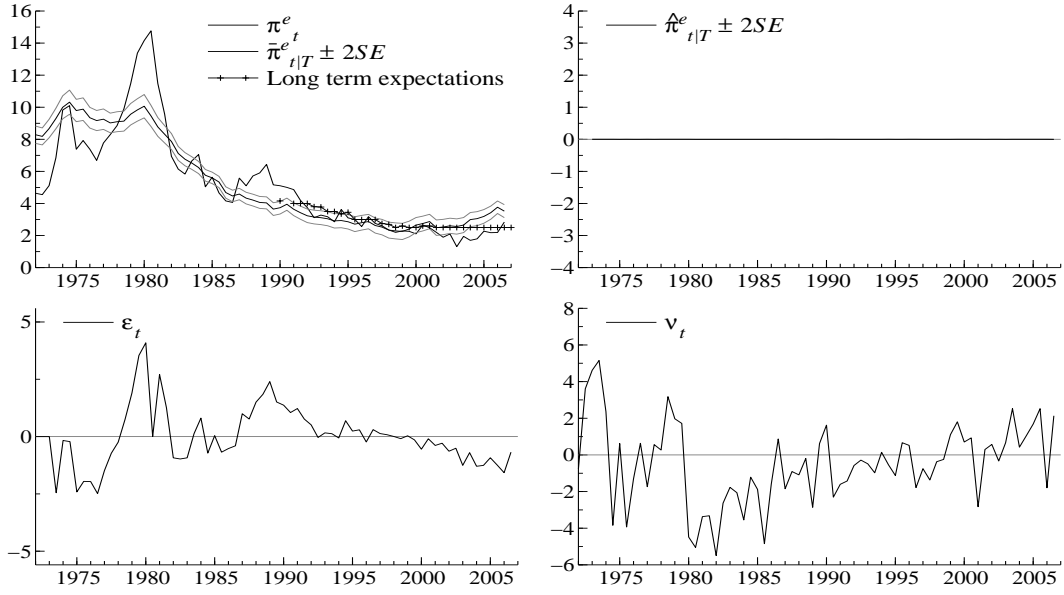 π^e_t
π̄^e_{t|T} ± 2SE
Long term expectations
16
14
12
10
8
6
4
2
0
1975 1980 1985 1990 1995 2000 2005
π̂^e_{t|T} ± 2SE
4
3
2
1
0
−1
−2
−3
−4
1975 1980 1985 1990 1995 2000 2005
ε_t
5
0
−5
1975 1980 1985 1990 1995 2000 2005
ν_t
8
6
4
2
0
−2
−4
−6
1975 1980 1985 1990 1995 2000 2005